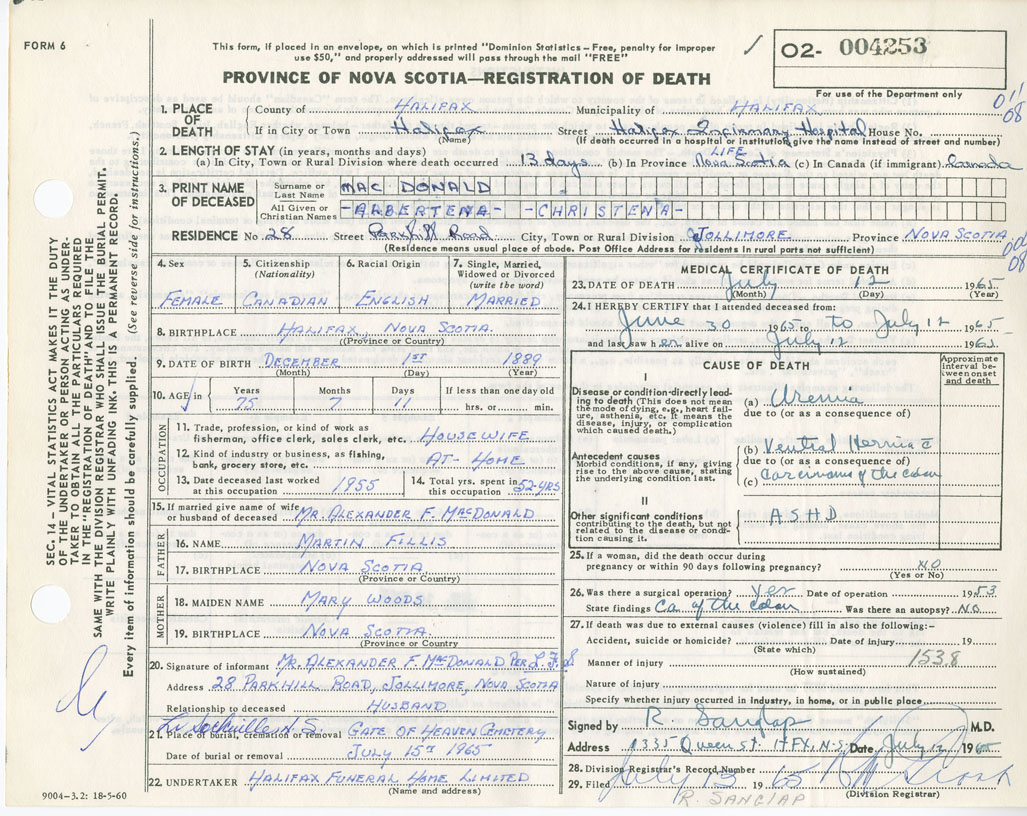 FORM 6
This form, if placed in an envelope, on which is printed "Dominion Statistics – Free, penalty for improper
use $50," and properly addressed will pass through the mail "FREE"
✓ O2- 004253
PROVINCE OF NOVA SCOTIA—REGISTRATION OF DEATH
For use of the Department only
011
08
1. PLACE OF DEATH
County of HALIFAX Municipality of HALIFAX
If in City or Town Halifax (Name) Street Halifax Infirmary Hospital House No.
(If death occurred in a hospital or institution, give the name instead of street and number)
2. LENGTH OF STAY (in years, months and days)
(a) In City, Town or Rural Division where death occurred 13 days (b) In Province LIFE Nova Scotia (c) In Canada (if immigrant) Canada
3. PRINT NAME OF DECEASED
Surname or Last Name MAC DONALD
All Given or Christian Names -ALBERTENA- -CHRISTENA-
RESIDENCE No. 28 Street Parkhill Road City, Town or Rural Division JOLLIMORE Province NOVA SCOTIA
(Residence means usual place of abode. Post Office Address for residents in rural parts not sufficient)
08
4. Sex FEMALE
5. Citizenship (Nationality) CANADIAN
6. Racial Origin ENGLISH
7. Single, Married, Widowed or Divorced (write the word) MARRIED
8. BIRTHPLACE HALIFAX, NOVA SCOTIA.
(Province or Country)
9. DATE OF BIRTH DECEMBER 1ST 1889
(Month) (Day) (Year)
10. AGE in Years Months Days If less than one day old
75 7 11 hrs. or min.
OCCUPATION
11. Trade, profession, or kind of work as
fisherman, office clerk, sales clerk, etc. HOUSEWIFE
12. Kind of industry or business, as fishing,
bank, grocery store, etc. AT-HOME
13. Date deceased last worked at this occupation 1955
14. Total yrs. spent in this occupation 52-YRS
15. If married give name of wife
or husband of deceased MR. ALEXANDER F. MACDONALD
FATHER
16. NAME MARTIN FILLIS
17. BIRTHPLACE NOVA SCOTIA
(Province or Country)
MOTHER
18. MAIDEN NAME MARY WOODS
19. BIRTHPLACE NOVA SCOTIA.
(Province or Country
20. Signature of informant MR. ALEXANDER F. MACDONALD PER L.F.
Address 28 PARKHILL ROAD, JOLLIMORE, NOVA SCOTIA
Relationship to deceased HUSBAND
Lr Sackville N.S.
21. Place of burial, cremation or removal GATE OF HEAVEN CEMETERY
Date of burial or removal JULY 15TH 1965
22. UNDERTAKER HALIFAX FUNERAL HOME LIMITED
(Name and address)
9004–3.2: 18-5-60
MEDICAL CERTIFICATE OF DEATH
23. DATE OF DEATH July 12 1965
(Month) (Day) (Year)
24. I HEREBY CERTIFY that I attended deceased from:
June 30 1965 to to July 12 1965
and last saw her alive on July 12 1965
CAUSE OF DEATH
Approximate interval between onset and death
I
Disease or condition directly leading to death (This does not mean the mode of dying, e.g., heart failure, asthenia, etc. It means the disease, injury, or complication which caused death.)
(a) Uremia
due to (or as a consequence of)
Antecedent causes
Morbid conditions, if any, giving rise to the above cause, stating the underlying condition last.
(b) Ventral Hernia c̄
due to (or as a consequence of)
(c) Carcinoma of the colon
II
Other significant conditions
contributing to the death, but not related to the disease or condition causing it.
ASHD
25. If a woman, did the death occur during
pregnancy or within 90 days following pregnancy? NO
(Yes or No)
26. Was there a surgical operation? Yes Date of operation 1953
State findings Ca of the colon Was there an autopsy? NO
27. If death was due to external causes (violence) fill in also the following:–
Accident, suicide or homicide? Date of injury 19
(State which)
Manner of injury 153.8
(How sustained)
Nature of injury
Specify whether injury occurred in industry, in home, or in public place
Signed by R. Sanglap M.D.
Address 1335 Queen St. HFX, N.S. Date July 12 1965
28. Division Registrar's Record Number
29. Filed July 13 1965
(Division Registrar)
R. SANGLAP
SEC. 14 – VITAL STATISTICS ACT MAKES IT THE DUTY
OF THE UNDERTAKER OR PERSON ACTING AS UNDER-
TAKER TO OBTAIN ALL THE PARTICULARS REQUIRED
IN THE "REGISTRATION OF DEATH" AND TO FILE THE
SAME WITH THE DIVISION REGISTRAR WHO SHALL ISSUE THE BURIAL PERMIT.
WRITE PLAINLY WITH UNFADING INK. THIS IS A PERMANENT RECORD.
Every item of information should be carefully supplied. (See reverse side for instructions.)